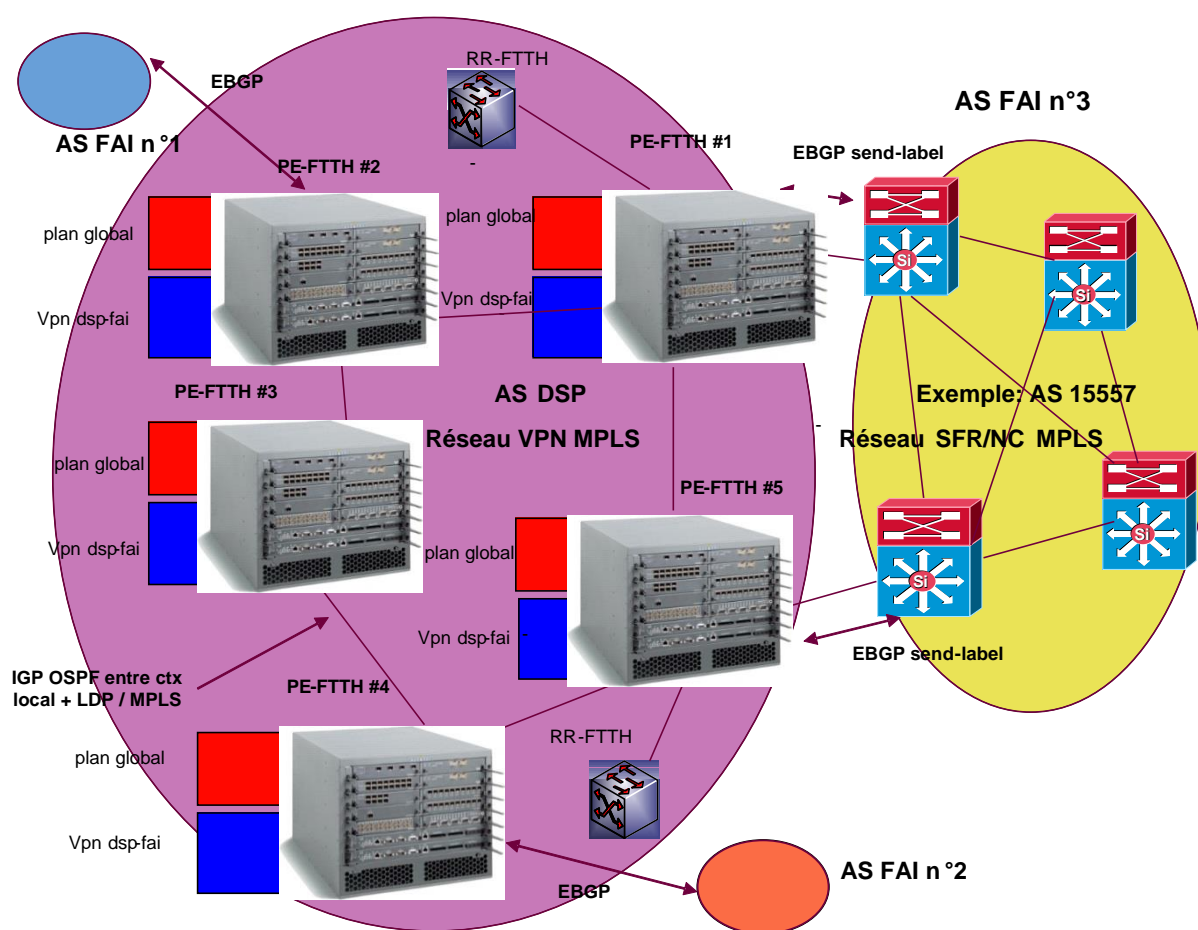 RR-FTTH
EBGP
AS FAI n°3
AS FAI n°1
PE-FTTH #1
EBGP send-label
PE-FTTH #2
-
plan global
plan global
Si
Vpn dsp-fai
Vpn dsp-fai
Si
PE-FTTH #3
AS DSP
Exemple: AS 15557
Réseau VPN MPLS
-
Réseau SFR/NC MPLS
plan global
PE-FTTH #5
Vpn dsp-fai
plan global
Si
Si
Vpn dsp-fai
-
EBGP send-label
IGP OSPF entre ctx
local + LDP / MPLS
PE-FTTH #4
plan global
RR-FTTH
Vpn dsp-fai
EBGP
AS FAI n°2